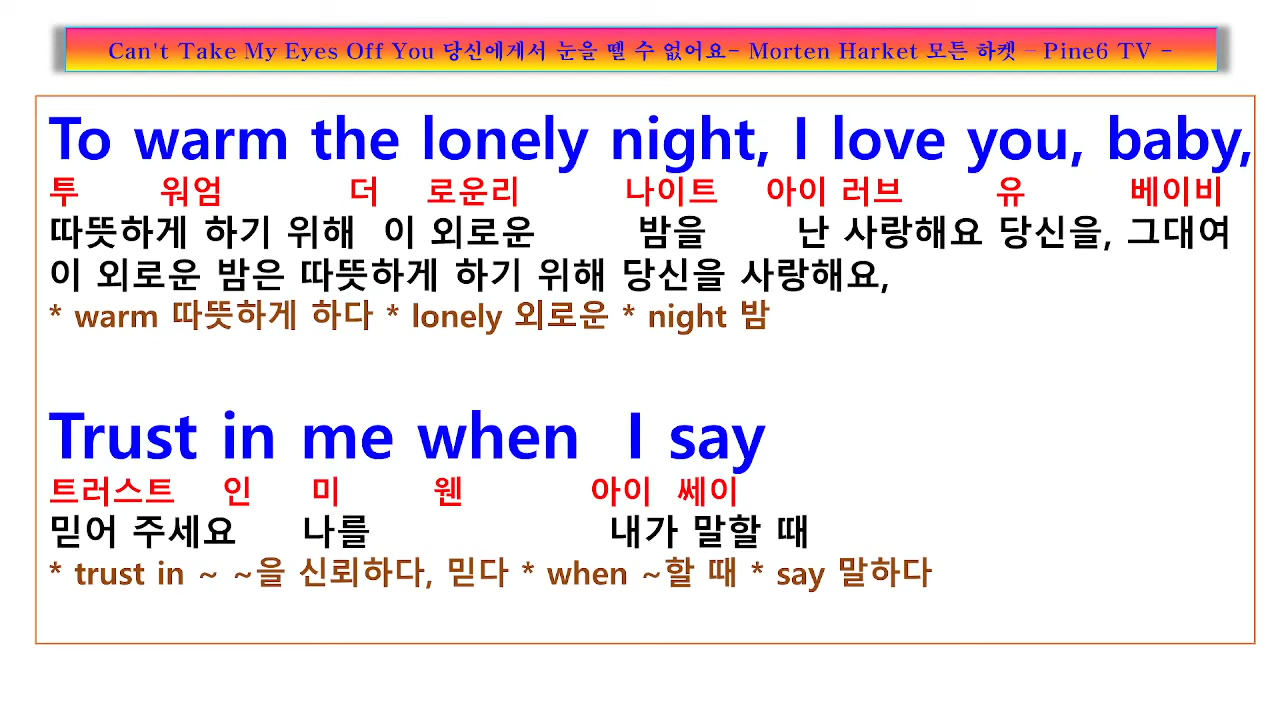 Can't Take My Eyes Off You 당신에게서 눈을 뗄 수 없어요- Morten Harket 모튼 하켓 - Pine6 TV -
To warm the lonely night, I love you, baby,
투 워엄 더 로운리 나이트 아이 러브 유 베이비
따뜻하게 하기 위해 이 외로운 밤을 난 사랑해요 당신을, 그대여
이 외로운 밤은 따뜻하게 하기 위해 당신을 사랑해요,
* warm 따뜻하게 하다 * lonely 외로운 * night 밤
Trust in me when I say
트러스트 인 미 웬 아이 쎄이
믿어 주세요 나를 내가 말할 때
* trust in ~ ~을 신뢰하다, 믿다 * when ~할 때 * say 말하다